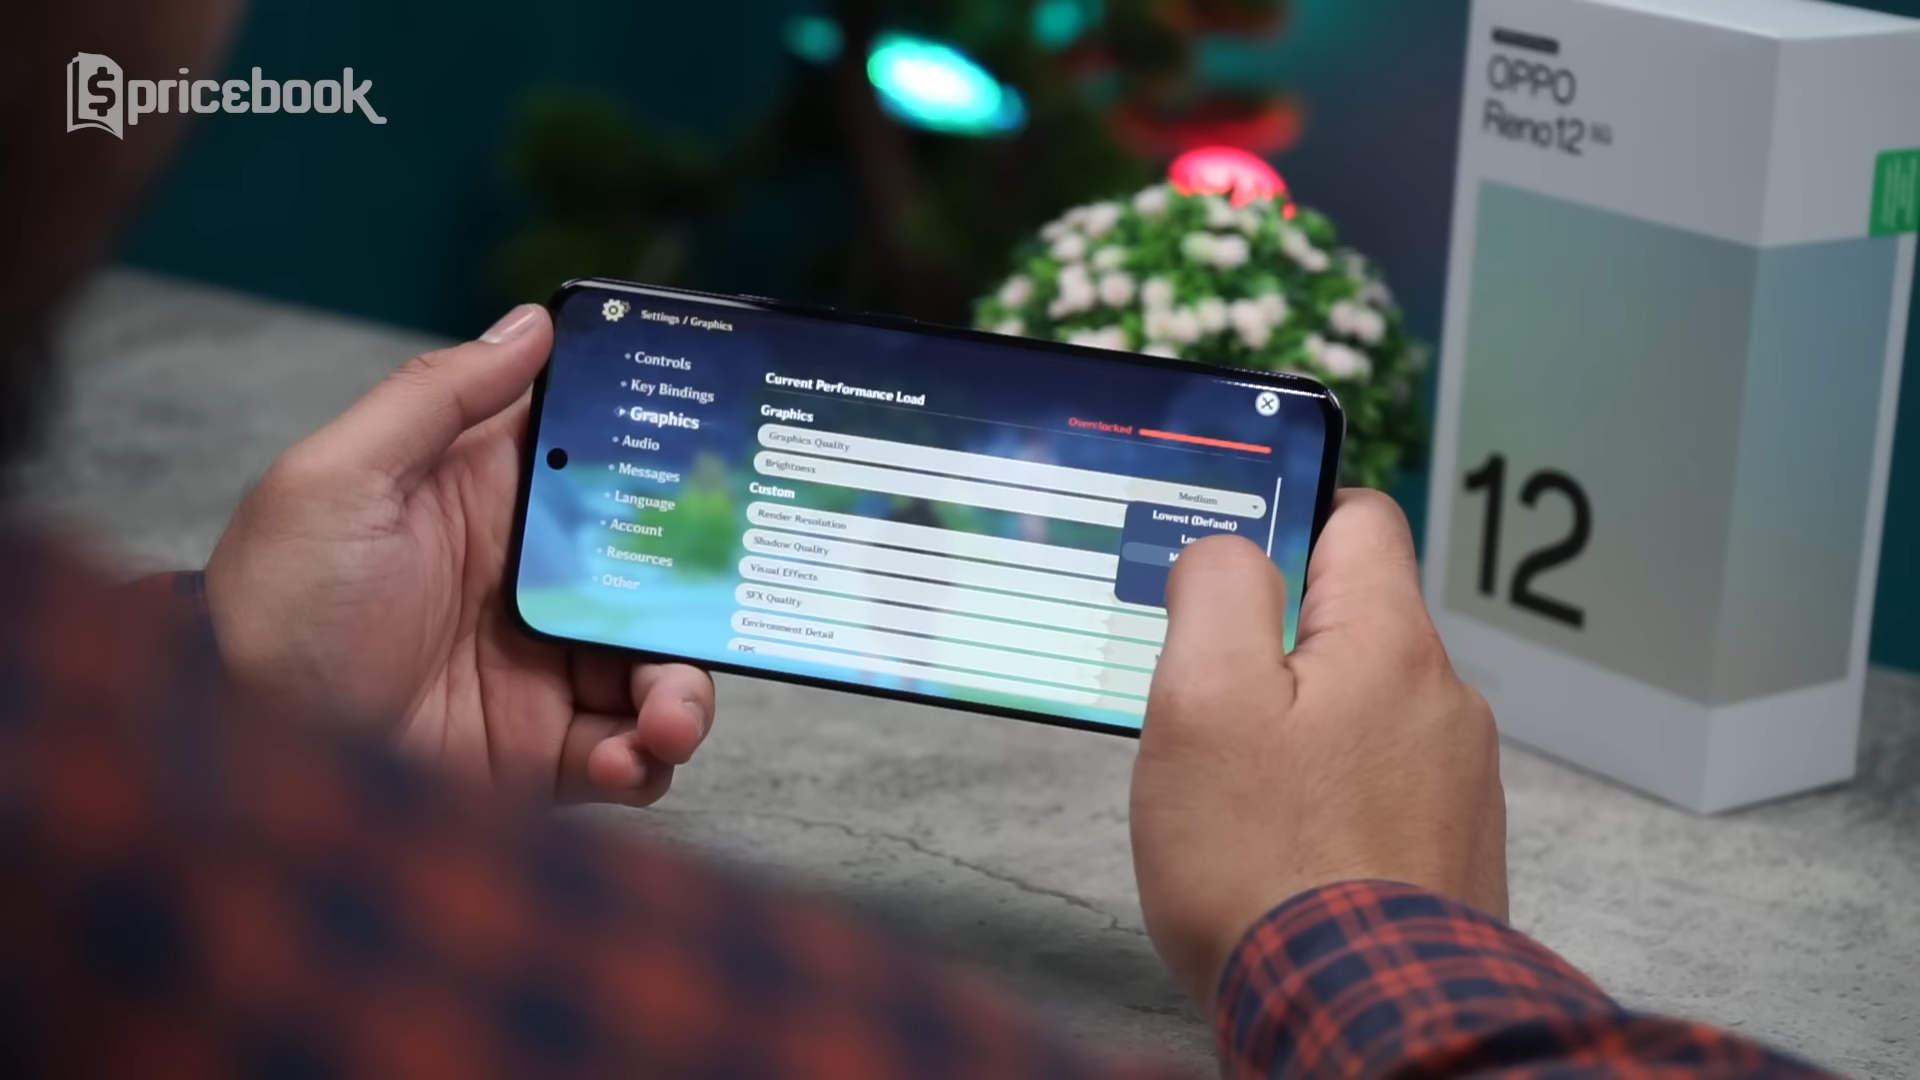 pricebook
OPPO
Reno12 5G
12
Settings / Graphics
Controls
Key Bindings
Graphics
Audio
Messages
Language
Account
Resources
Other
Current Performance Load
Overclocked
Graphics
Graphics Quality
Medium
Brightness
Lowest (Default)
Custom
Render Resolution
Shadow Quality
Visual Effects
SFX Quality
Environment Detail
FPS